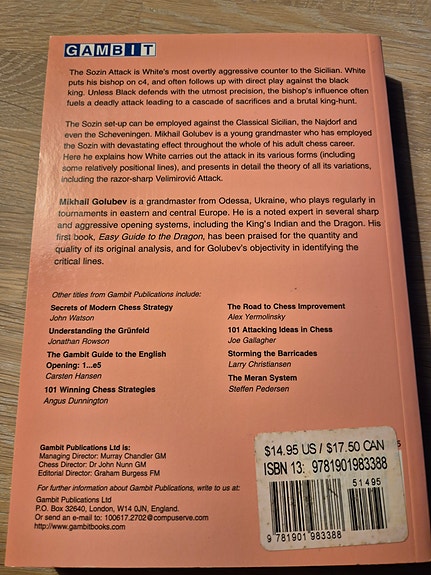 GAMBIT
The Sozin Attack is White's most overtly aggressive counter to the Sicilian. White
puts his bishop on c4, and often follows up with direct play against the black
king. Unless Black defends with the utmost precision, the bishop's influence often
fuels a deadly attack leading to a cascade of sacrifices and a brutal king-hunt.
The Sozin set-up can be employed against the Classical Sicilian, the Najdorf and
even the Scheveningen. Mikhail Golubev is a young grandmaster who has employed
the Sozin with devastating effect throughout the whole of his adult chess career.
Here he explains how White carries out the attack in its various forms (including
some relatively positional lines), and presents in detail the theory of all its variations,
including the razor-sharp Velimirović Attack.
Mikhail Golubev is a grandmaster from Odessa, Ukraine, who plays regularly in
tournaments in eastern and central Europe. He is a noted expert in several sharp
and aggressive opening systems, including the King's Indian and the Dragon. His
first book, Easy Guide to the Dragon, has been praised for the quantity and
quality of its original analysis, and for Golubev's objectivity in identifying the
critical lines.
Other titles from Gambit Publications include:
Secrets of Modern Chess Strategy
John Watson
Understanding the Grünfeld
Jonathan Rowson
The Gambit Guide to the English
Opening: 1...e5
Carsten Hansen
101 Winning Chess Strategies
Angus Dunnington
The Road to Chess Improvement
Alex Yermolinsky
101 Attacking Ideas in Chess
Joe Gallagher
Storming the Barricades
Larry Christiansen
The Meran System
Steffen Pedersen
Gambit Publications Ltd is:
Managing Director: Murray Chandler GM
Chess Director: Dr John Nunn GM
Editorial Director: Graham Burgess FM
For further information about Gambit Publications, write to us at:
Gambit Publications Ltd
P.O. Box 32640, London, W14 0JN, England.
Or send an e-mail to: 100617.2702@compuserve.com
http://www.gambitbooks.com
$14.95 US / $17.50 CAN
ISBN 13: 9781901983388
51495
9 781901 983388